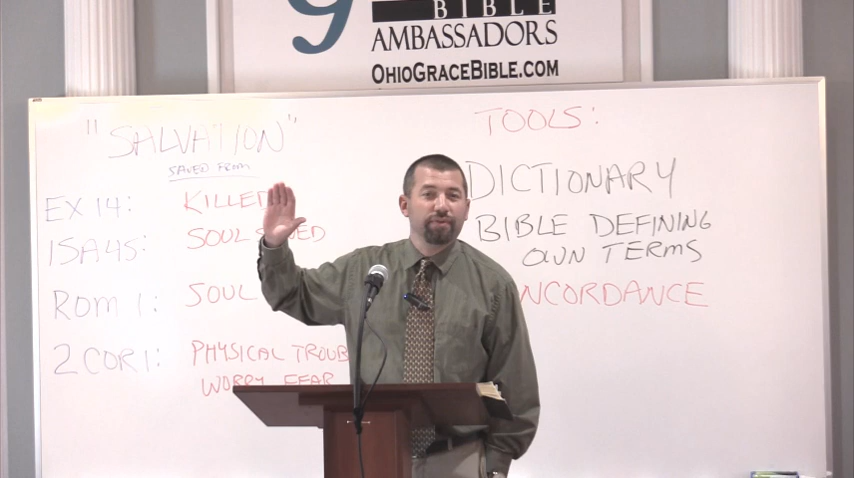 BIBLE
AMBASSADORS
OHIOGRACEBIBLE.COM
"SALVATION"
SAVED FROM
EX 14: KILLED
ISA 45: SOUL
ROM 1: SOUL
2 COR 1: PHYSICAL
WORRY FEAR
TOOLS:
DICTIONARY
BIBLE DEFINING
OWN TERMS